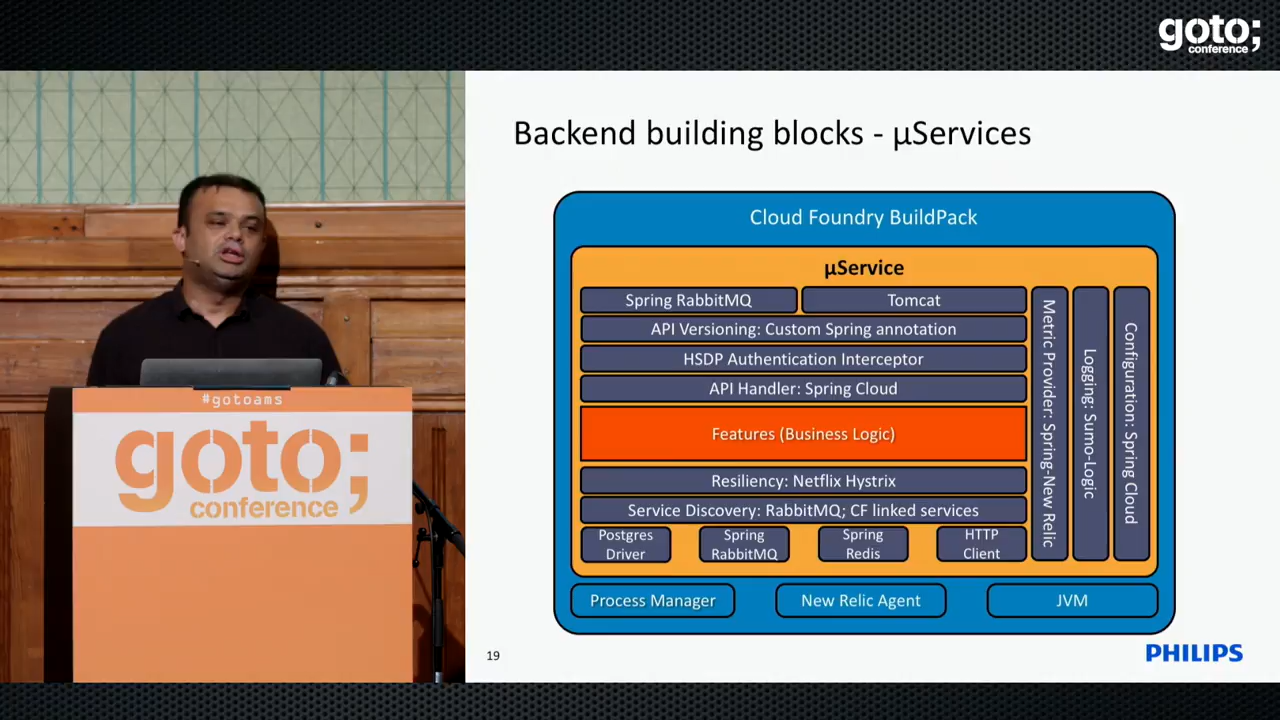 goto;
conference
Backend building blocks - µServices
Cloud Foundry BuildPack
µService
Spring RabbitMQ
Tomcat
API Versioning: Custom Spring annotation
HSDP Authentication Interceptor
API Handler: Spring Cloud
Features (Business Logic)
Resiliency: Netflix Hystrix
Service Discovery: RabbitMQ; CF linked services
Postgres
Driver
Spring
RabbitMQ
Spring
Redis
HTTP
Client
Metric Provider: Spring-New Relic
Logging: Sumo-Logic
Configuration: Spring Cloud
Process Manager
New Relic Agent
JVM
19
PHILIPS
#gotoams
goto;
conference